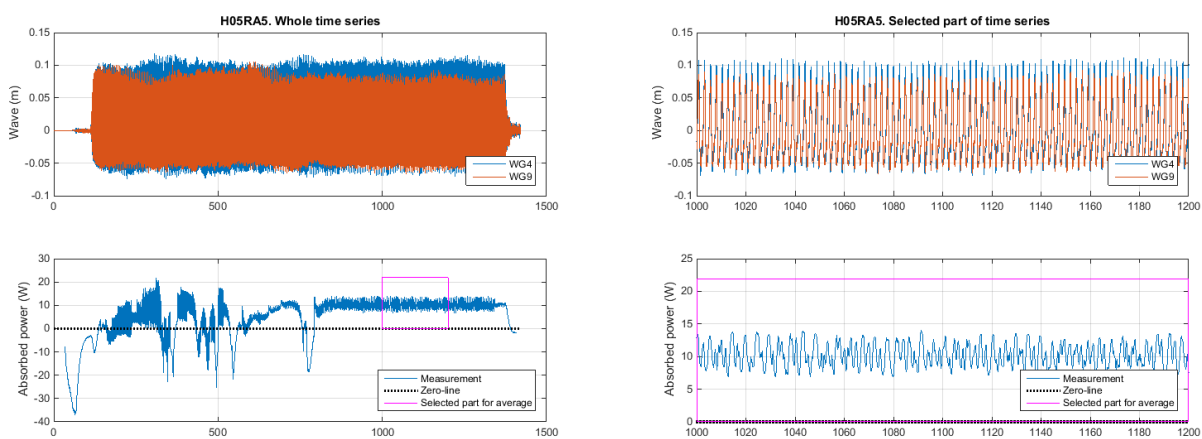 H05RA5. Whole time series
0.15
0.1
0.05
0
-0.05
-0.1
Wave (m)
WG4
WG9
0 500 1000 1500
H05RA5. Selected part of time series
0.15
0.1
0.05
0
-0.05
-0.1
Wave (m)
WG4
WG9
1000 1020 1040 1060 1080 1100 1120 1140 1160 1180 1200
30
20
10
0
-10
-20
-30
-40
Absorbed power (W)
Measurement
Zero-line
Selected part for average
0 500 1000 1500
25
20
15
10
5
0
Absorbed power (W)
Measurement
Zero-line
Selected part for average
1000 1020 1040 1060 1080 1100 1120 1140 1160 1180 1200